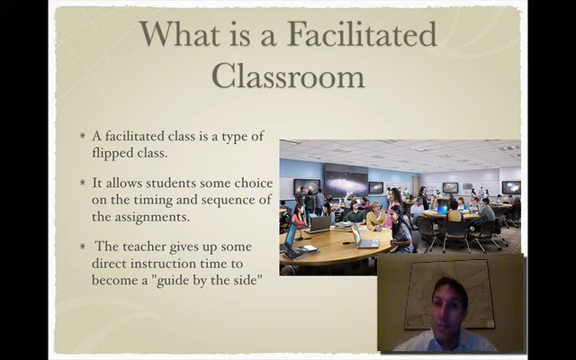 What is a Facilitated
Classroom
* A facilitated class is a type of
flipped class.
* It allows students some choice
on the timing and sequence of
the assignments.
* The teacher gives up some
direct instruction time to
become a "guide by the side"